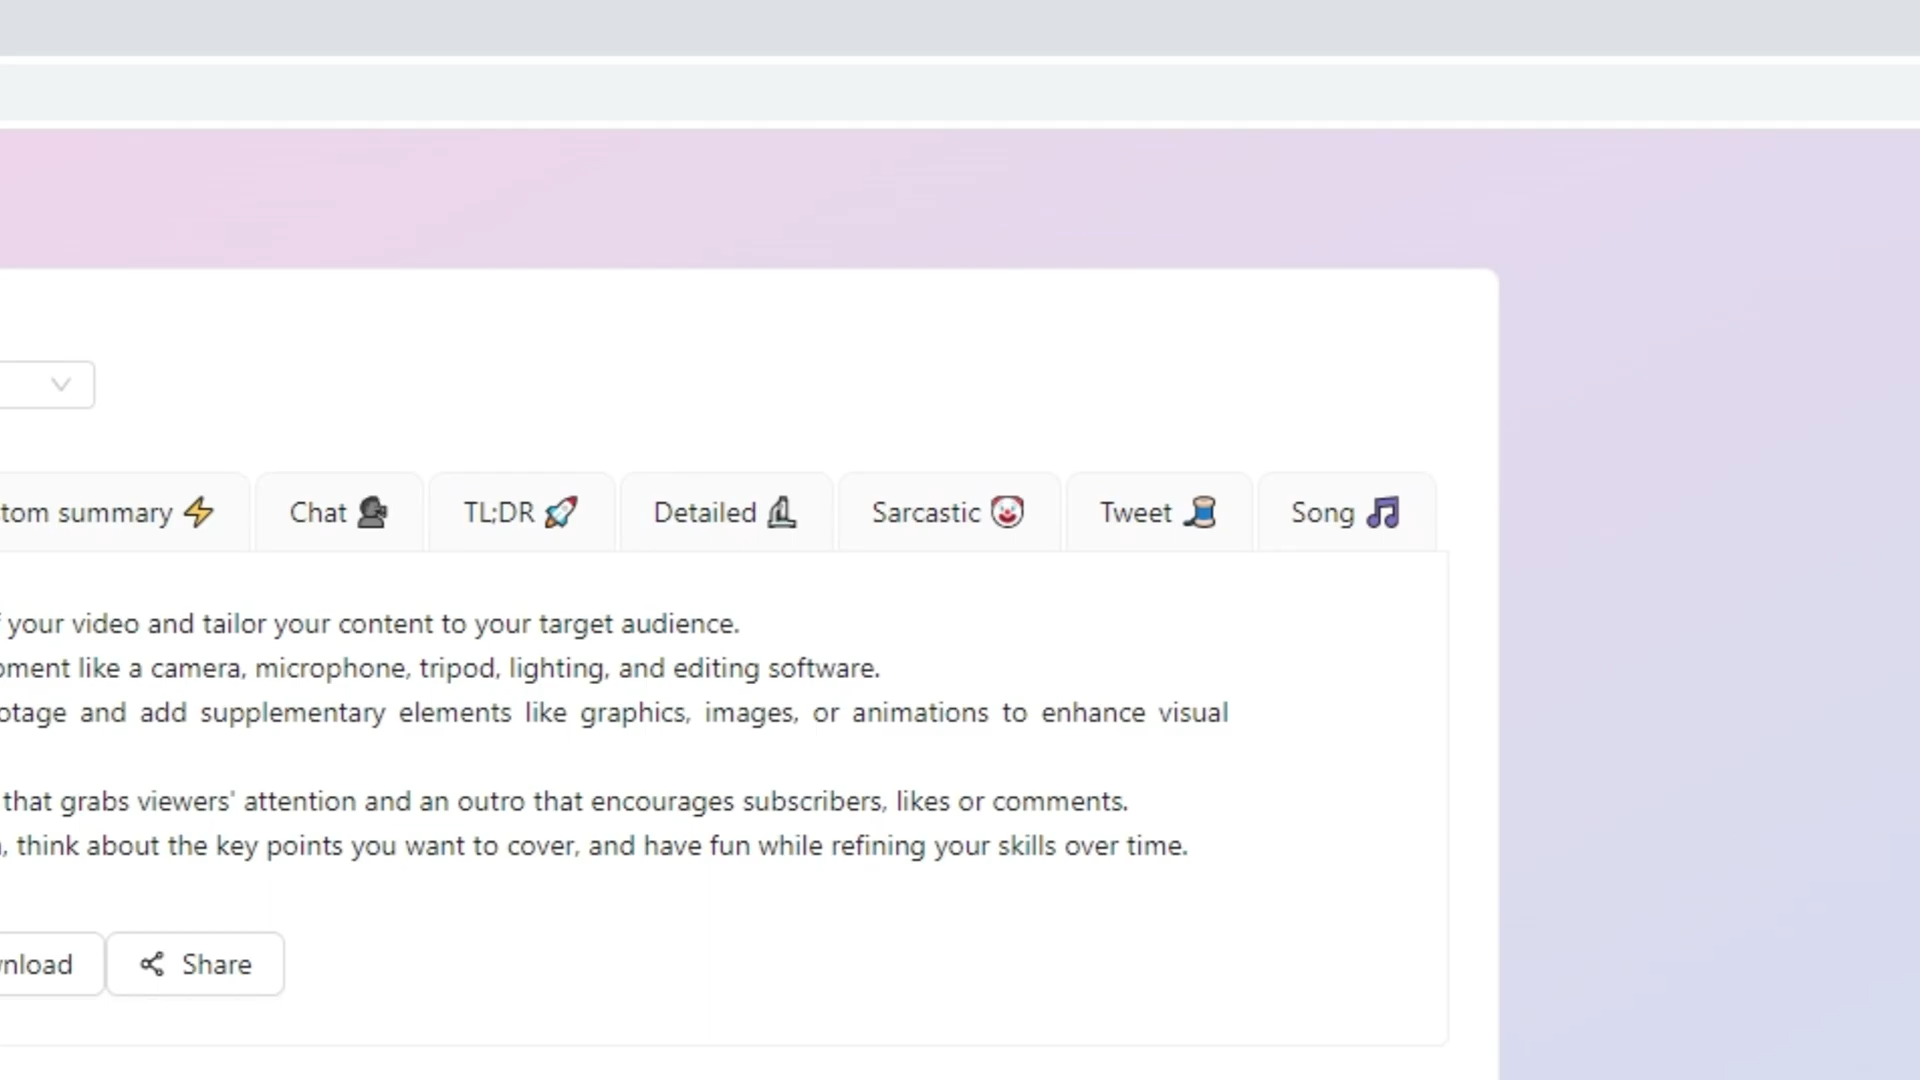 tom summary ⚡ Chat 🗣 TL;DR 🚀 Detailed 🔬 Sarcastic 🤡 Tweet 🧵 Song 🎵
your video and tailor your content to your target audience.
like a camera, microphone, tripod, lighting, and editing software.
and add supplementary elements like graphics, images, or animations to enhance visual
that grabs viewers' attention and an outro that encourages subscribers, likes or comments.
, think about the key points you want to cover, and have fun while refining your skills over time.
nload Share